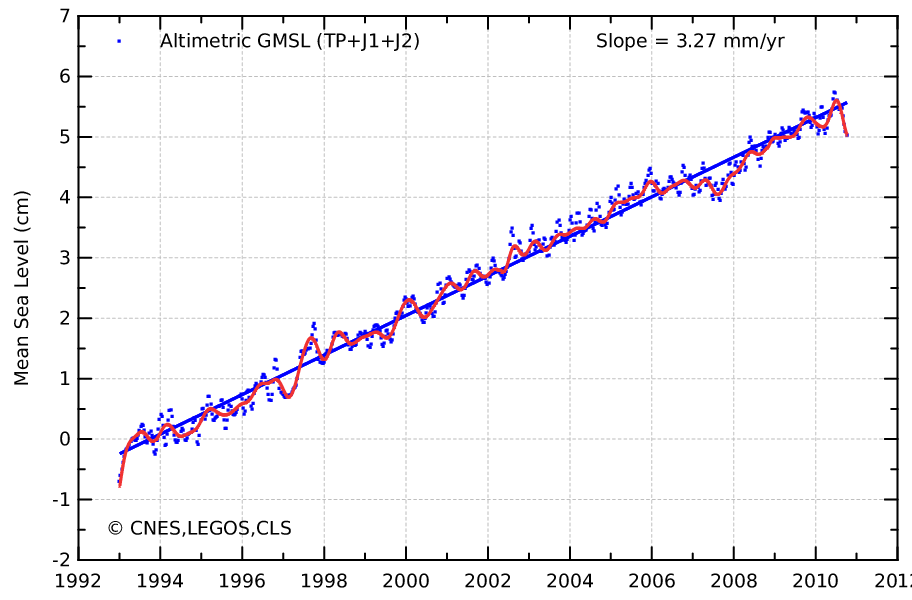 7
Altimetric GMSL (TP+J1+J2) Slope = 3.27 mm/yr
6
5
4
3
2
1
0
-1
-2
Mean Sea Level (cm)
© CNES,LEGOS,CLS
1992 1994 1996 1998 2000 2002 2004 2006 2008 2010